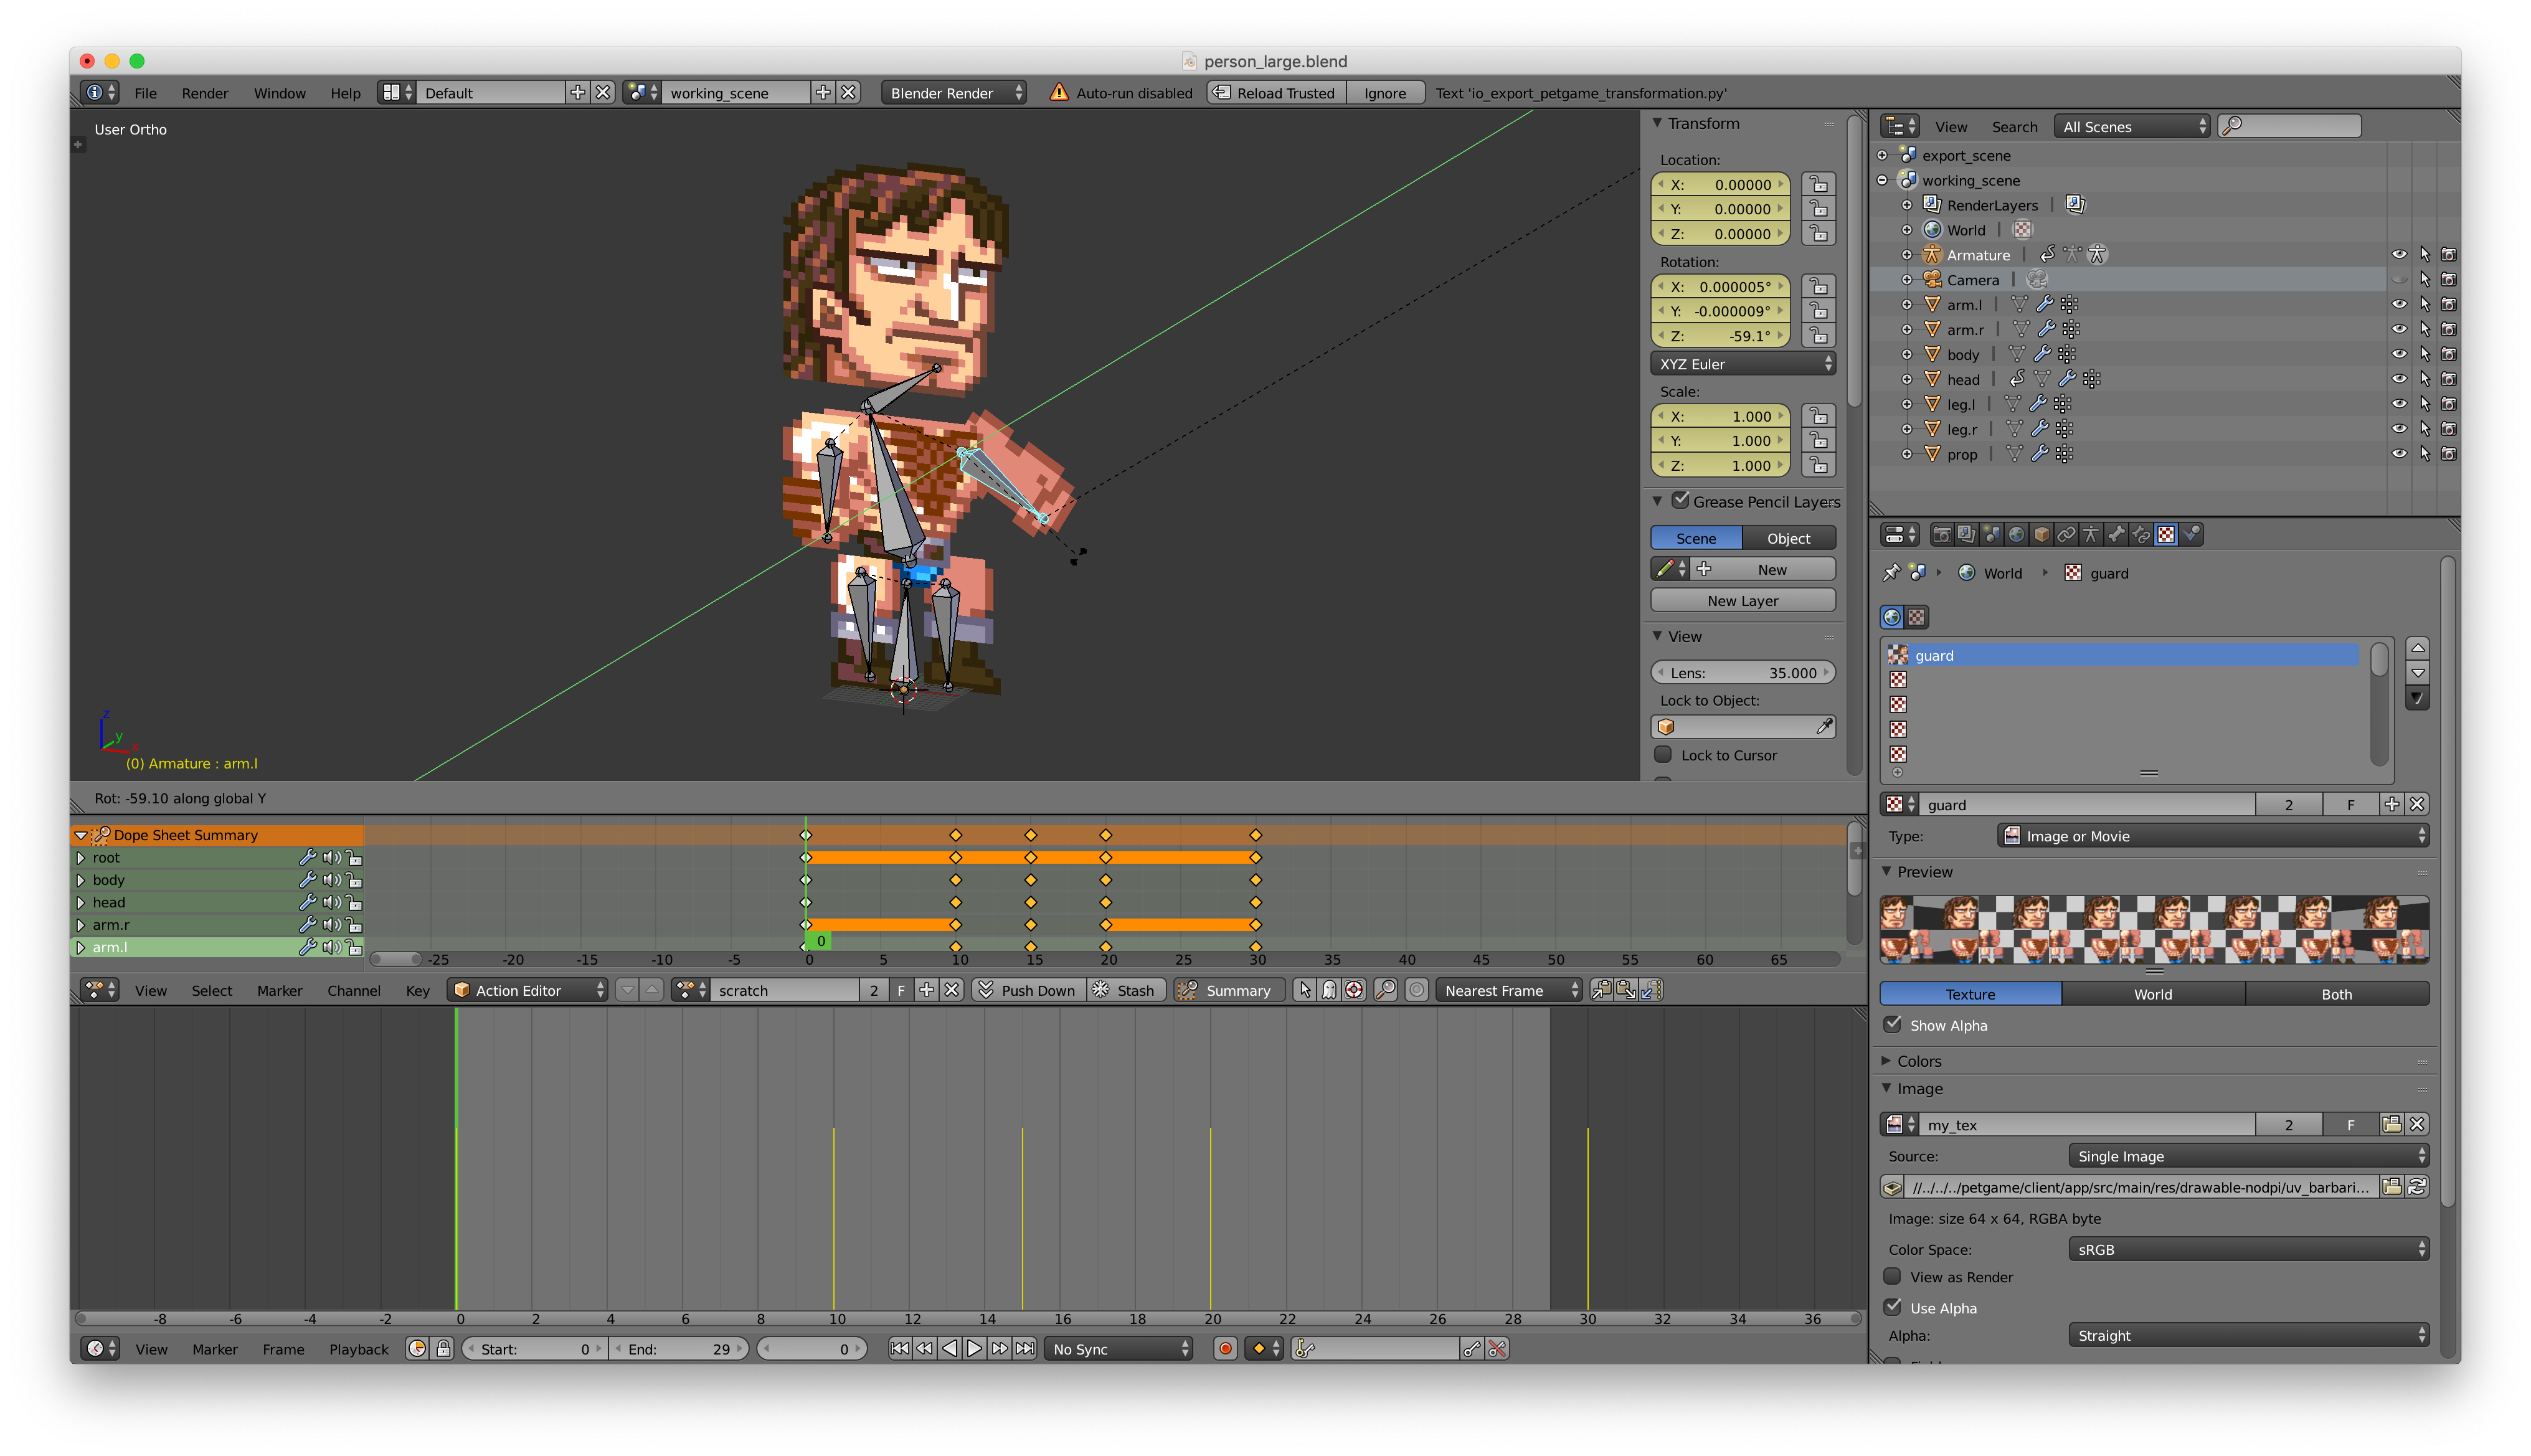 person_large.blend
File Render Window Help Default working_scene Blender Render Auto-run disabled Reload Trusted Ignore Text 'io_export_petgame_transformation.py'
User Ortho
z
y
x
(0) Armature : arm.l
Rot: -59.10 along global Y
Transform
Location:
X: 0.00000
Y: 0.00000
Z: 0.00000
Rotation:
X: 0.000005°
Y: -0.000009°
Z: -59.1°
XYZ Euler
Scale:
X: 1.000
Y: 1.000
Z: 1.000
Grease Pencil Layers
Scene Object
New
New Layer
View
Lens: 35.000
Lock to Object:
Lock to Cursor
View Search All Scenes
export_scene
working_scene
RenderLayers
World
Armature
Camera
arm.l
arm.r
body
head
leg.l
leg.r
prop
World guard
guard
guard 2 F
Type: Image or Movie
Preview
Texture World Both
Show Alpha
Colors
Image
my_tex 2 F
Source: Single Image
//../../../petgame/client/app/src/main/res/drawable-nodpi/uv_barbari...
Image: size 64 x 64, RGBA byte
Color Space: sRGB
View as Render
Use Alpha
Alpha: Straight
Dope Sheet Summary
root
body
head
arm.r
arm.l
0
-25 -20 -15 -10 -5 0 5 10 15 20 25 30 35 40 45 50 55 60 65
View Select Marker Channel Key Action Editor scratch 2 F Push Down Stash Summary Nearest Frame
-8 -6 -4 -2 0 2 4 6 8 10 12 14 16 18 20 22 24 26 28 30 32 34 36
View Marker Frame Playback Start: 0 End: 29 0 No Sync